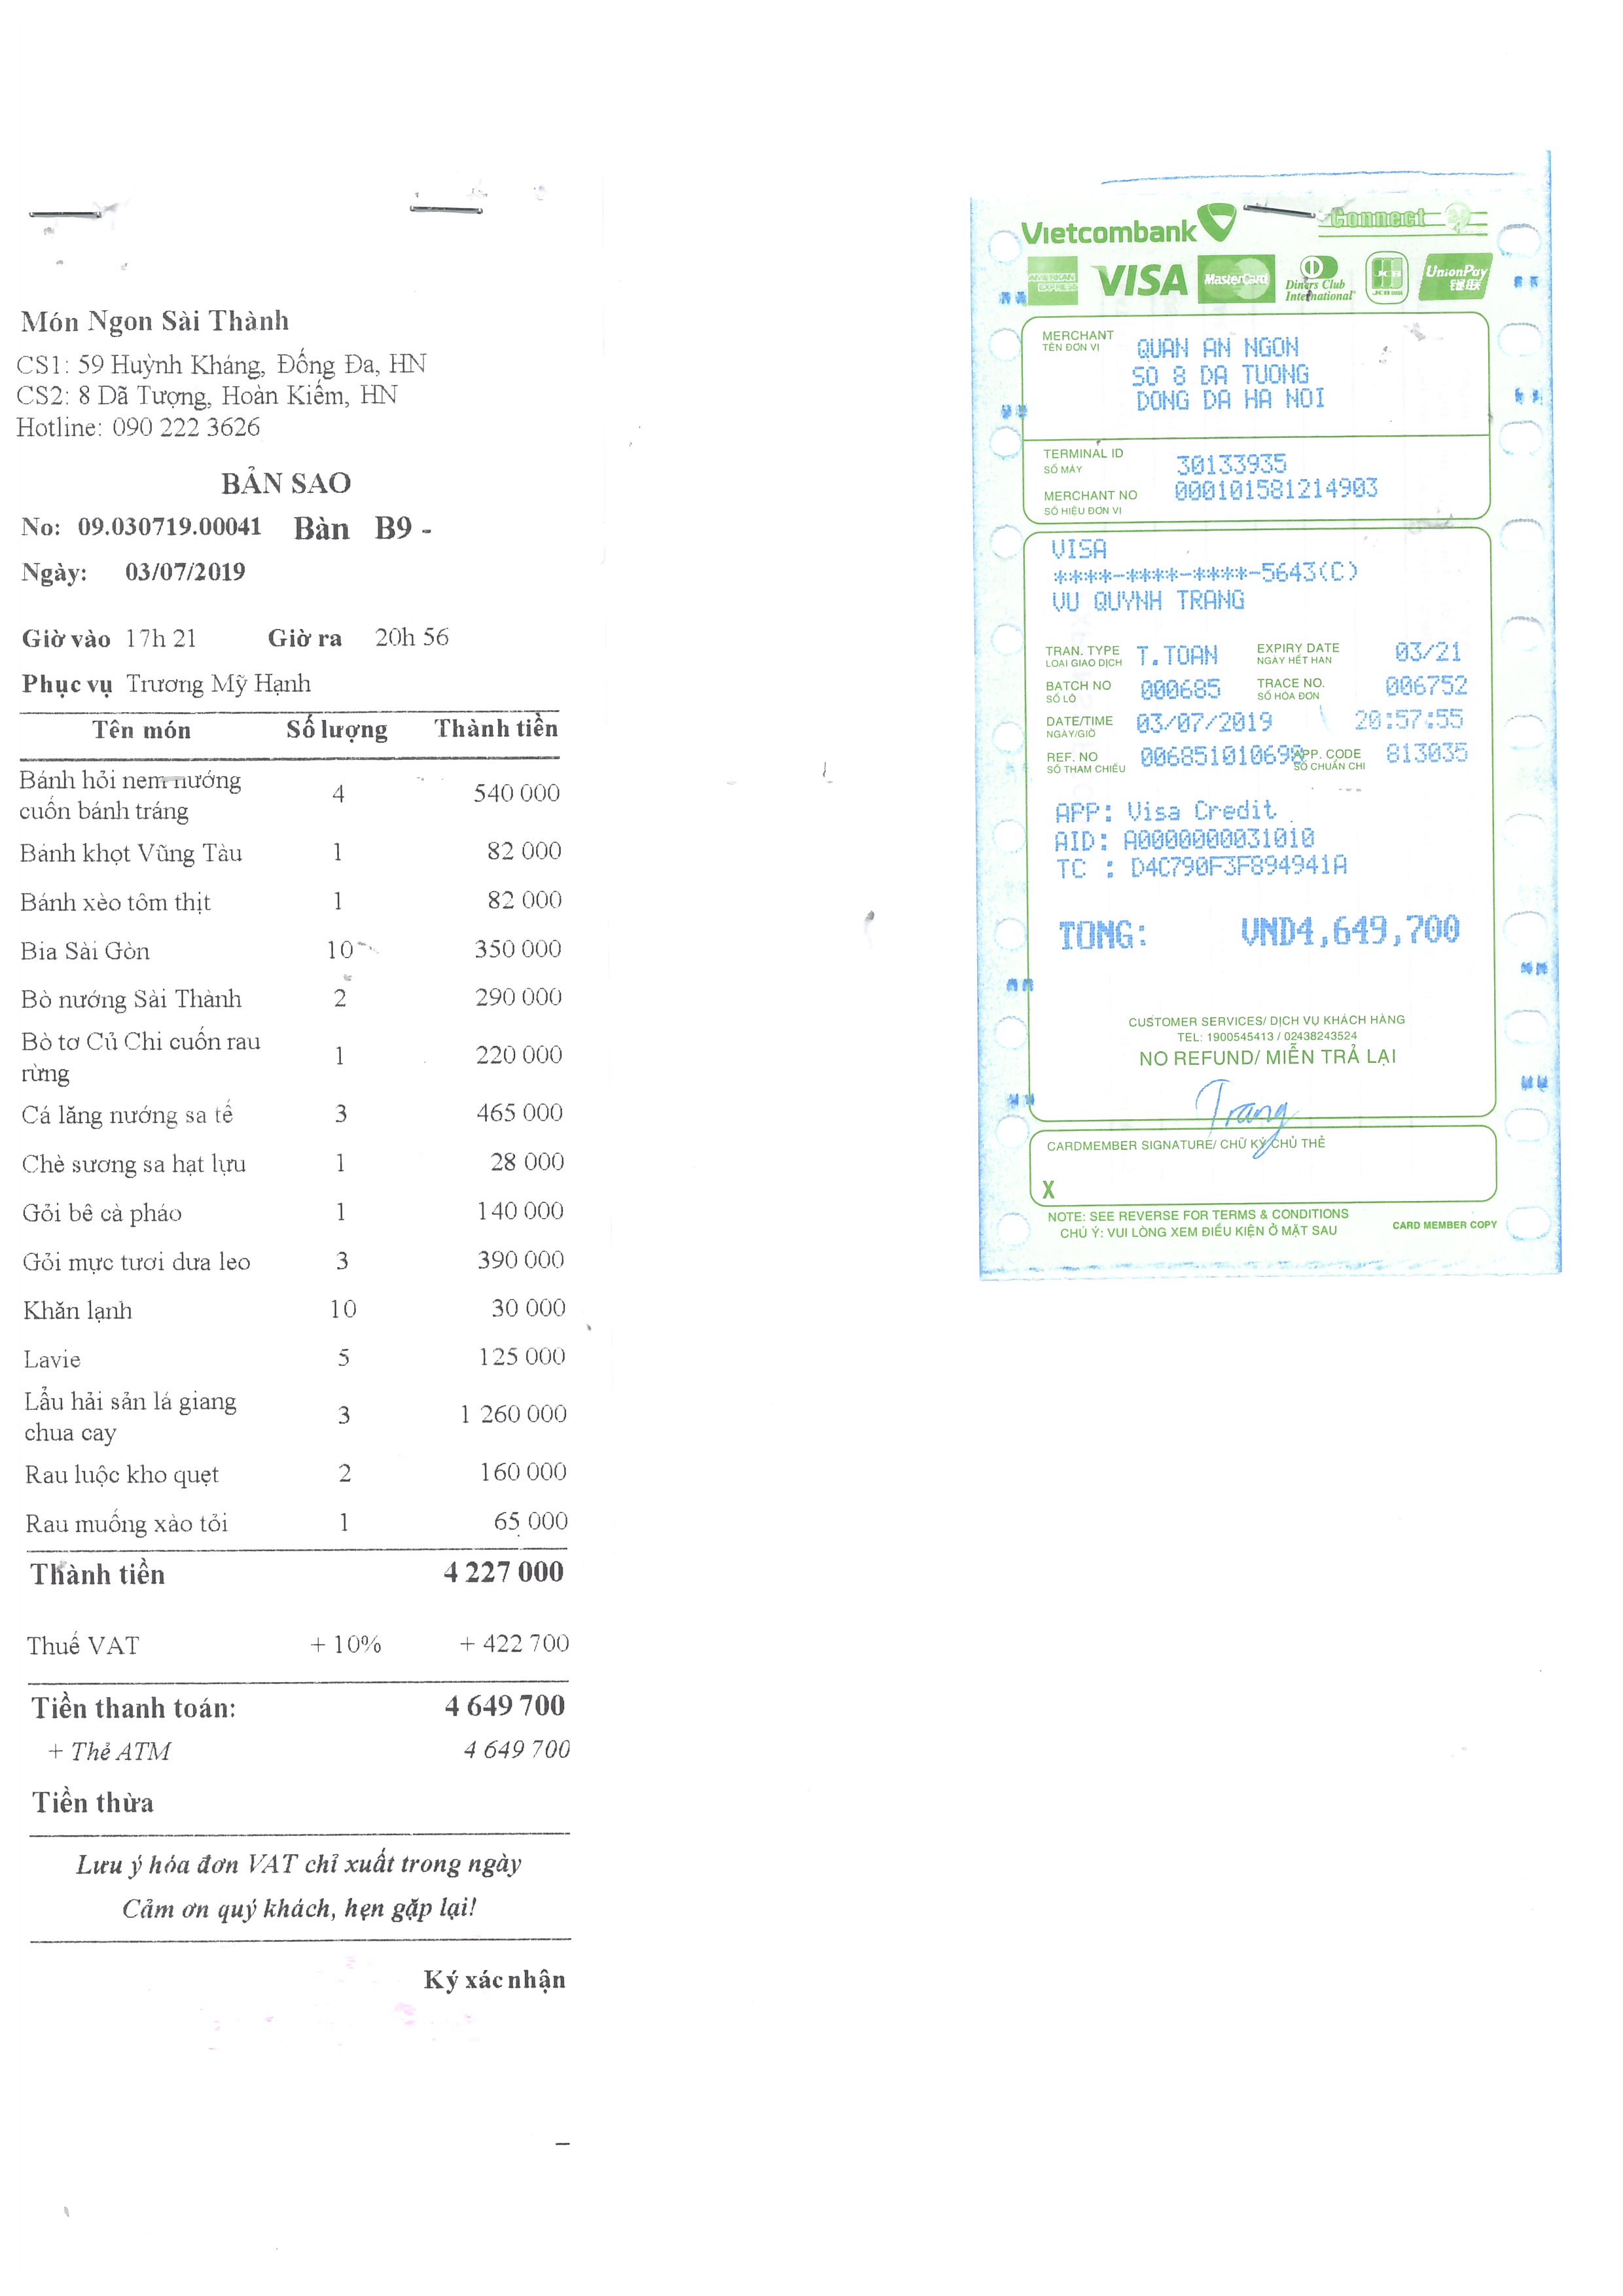 Món Ngon Sài Thành
CS1: 59 Huỳnh Kháng, Đống Đa, HN
CS2: 8 Dã Tượng, Hoàn Kiếm, HN
Hotline: 090 222 3626
BẢN SAO
No: 09.030719.00041 Bàn B9 -
Ngày: 03/07/2019
Giờ vào 17h 21 Giờ ra 20h 56
Phục vụ Trương Mỹ Hạnh
Tên món Số lượng Thành tiền
Bánh hỏi nem nướng
cuốn bánh tráng 4 540 000
Bánh khọt Vũng Tàu 1 82 000
Bánh xèo tôm thịt 1 82 000
Bia Sài Gòn 10 350 000
Bò nướng Sài Thành 2 290 000
Bò tơ Củ Chi cuốn rau
rừng 1 220 000
Cá lăng nướng sa tế 3 465 000
Chè sương sa hạt lựu 1 28 000
Gỏi bê cà pháo 1 140 000
Gỏi mực tươi dưa leo 3 390 000
Khăn lạnh 10 30 000
Lavie 5 125 000
Lẩu hải sản lá giang
chua cay 3 1 260 000
Rau luộc kho quẹt 2 160 000
Rau muống xào tỏi 1 65 000
Thành tiền 4 227 000
Thuế VAT + 10% + 422 700
Tiền thanh toán: 4 649 700
+ Thẻ ATM 4 649 700
Tiền thừa
Lưu ý hóa đơn VAT chỉ xuất trong ngày
Cảm ơn quý khách, hẹn gặp lại!
Ký xác nhận
Vietcombank Connect 24
AMERICAN EXPRESS VISA MasterCard Diners Club International JCB UnionPay 银联
MERCHANT
TÊN ĐƠN VỊ
QUAN AN NGON
SO 8 DA TUONG
DONG DA HA NOI
TERMINAL ID
SỐ MÁY
30133935
MERCHANT NO
SỐ HIỆU ĐƠN VỊ
000101581214903
VISA
****-****-****-5643(C)
VU QUYNH TRANG
TRAN. TYPE T.TOAN EXPIRY DATE 03/21
LOẠI GIAO DỊCH NGÀY HẾT HẠN
BATCH NO 000685 TRACE NO. 006752
SỐ LÔ SỐ HÓA ĐƠN
DATE/TIME 03/07/2019 20:57:55
NGÀY/GIỜ
REF. NO 006851010698 APP. CODE 813035
SỐ THAM CHIẾU SỐ CHUẨN CHI
APP: Visa Credit
AID: A0000000031010
TC : D4C790F3F894941A
TONG: VND4,649,700
CUSTOMER SERVICES/ DỊCH VỤ KHÁCH HÀNG
TEL: 1900545413 / 02438243524
NO REFUND/ MIỄN TRẢ LẠI
Trang
CARDMEMBER SIGNATURE/ CHỮ KÝ CHỦ THẺ
X
NOTE: SEE REVERSE FOR TERMS & CONDITIONS
CHÚ Ý: VUI LÒNG XEM ĐIỀU KIỆN Ở MẶT SAU
CARD MEMBER COPY